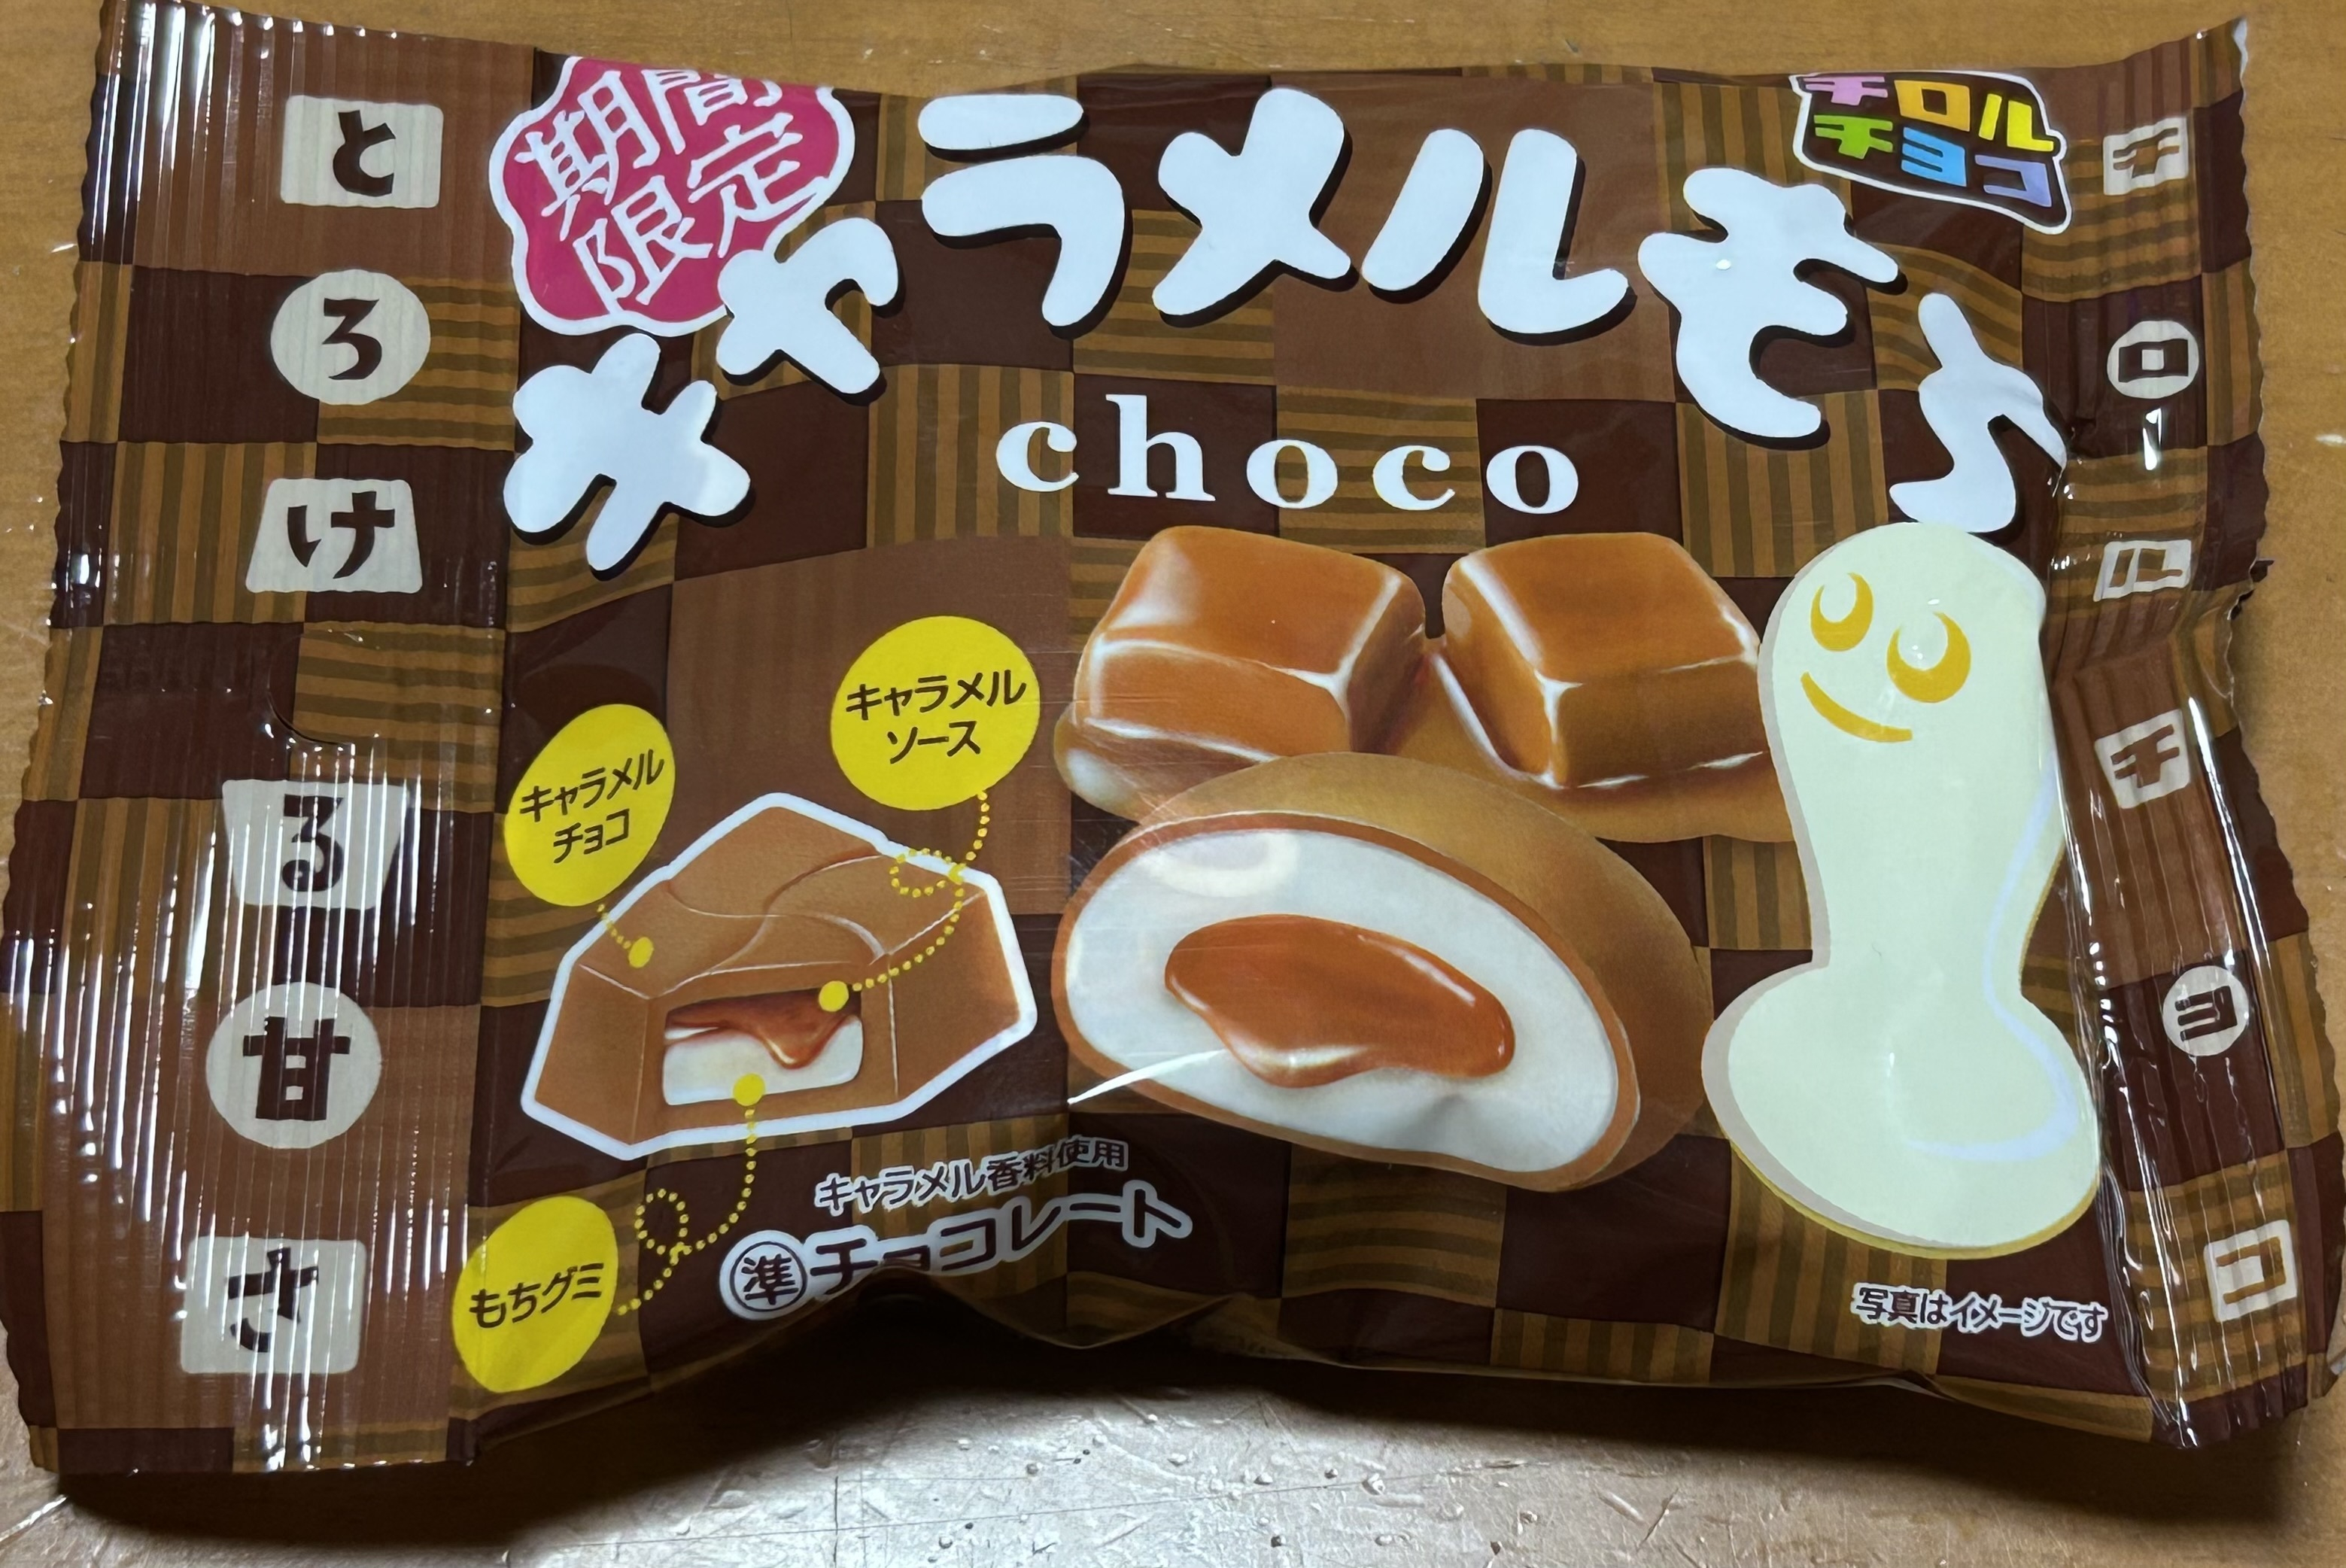 とろける甘さ
期間
限定
キャラメルもち
choco
チロル
チョコ
キャラメル
ソース
キャラメル
チョコ
もちグミ
キャラメル香料使用
準チョコレート
写真はイメージです
チロルチョコ